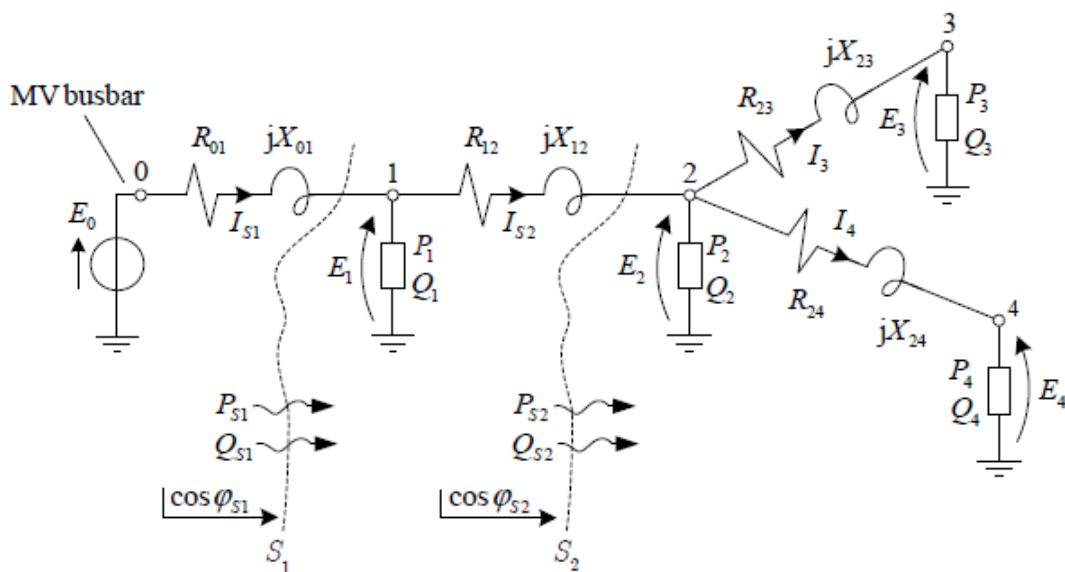 MV busbar
0
R01
jX01
IS1
E0
1
E1
P1
Q1
R12
jX12
IS2
2
E2
P2
Q2
R23
jX23
I3
3
E3
P3
Q3
I4
R24
jX24
4
P4
Q4
E4
PS1
QS1
cos φS1
S1
PS2
QS2
cos φS2
S2